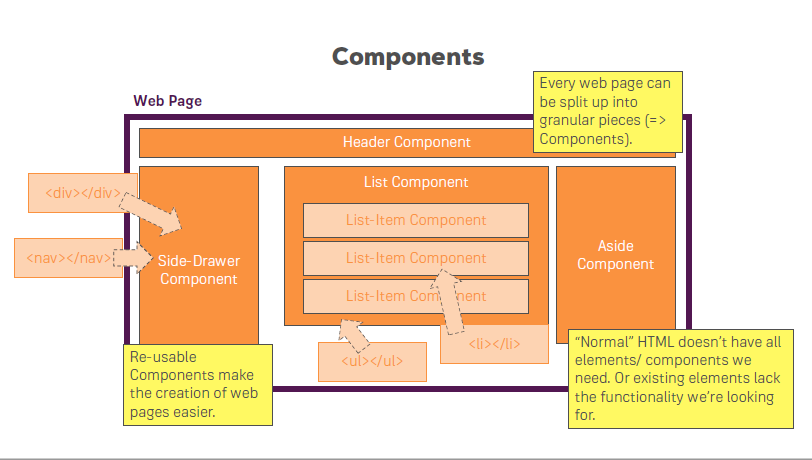 Components
Every web page can
be split up into
granular pieces (=>
Components).
Web Page
Header Component
<div></div>
List Component
List-Item Component
List-Item Component
List-Item Component
<nav></nav>
Side-Drawer
Component
Aside
Component
<ul></ul>
<li></li>
Re-usable
Components make
the creation of web
pages easier.
“Normal” HTML doesn’t have all
elements/ components we
need. Or existing elements lack
the functionality we’re looking
for.